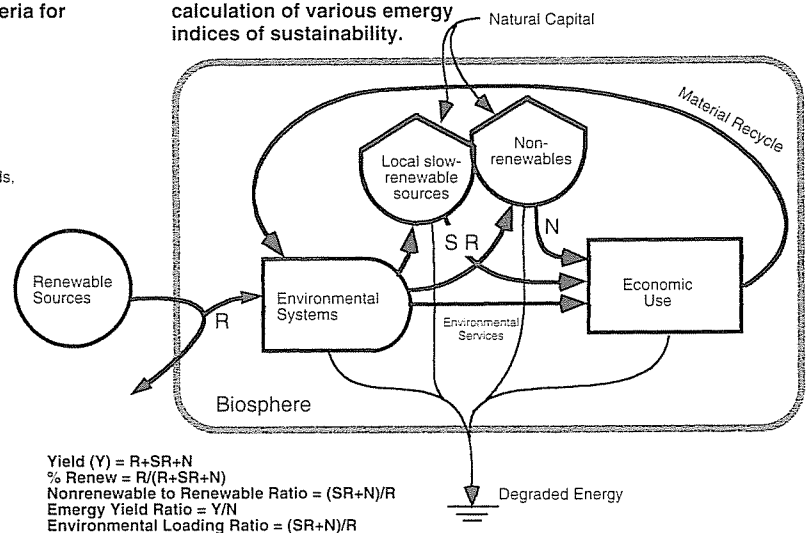 eria for
calculation of various emergy
indices of sustainability.
Natural Capital
Material Recycle
ds,
Local slow-
renewable
sources
Non-
renewables
S R
N
Renewable
Sources
R
Environmental
Systems
Environmental
Services
Economic
Use
Biosphere
Yield (Y) = R+SR+N
% Renew = R/(R+SR+N)
Nonrenewable to Renewable Ratio = (SR+N)/R
Emergy Yield Ratio = Y/N
Environmental Loading Ratio = (SR+N)/R
Degraded Energy